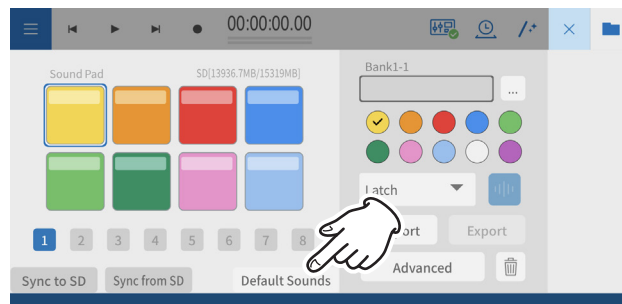 00:00:00.00
Sound Pad SD[13936.7MB/15319MB]
Bank1-1
...
Latch
1 2 3 4 5 6 7 8
Export
Advanced
Sync to SD Sync from SD Default Sounds